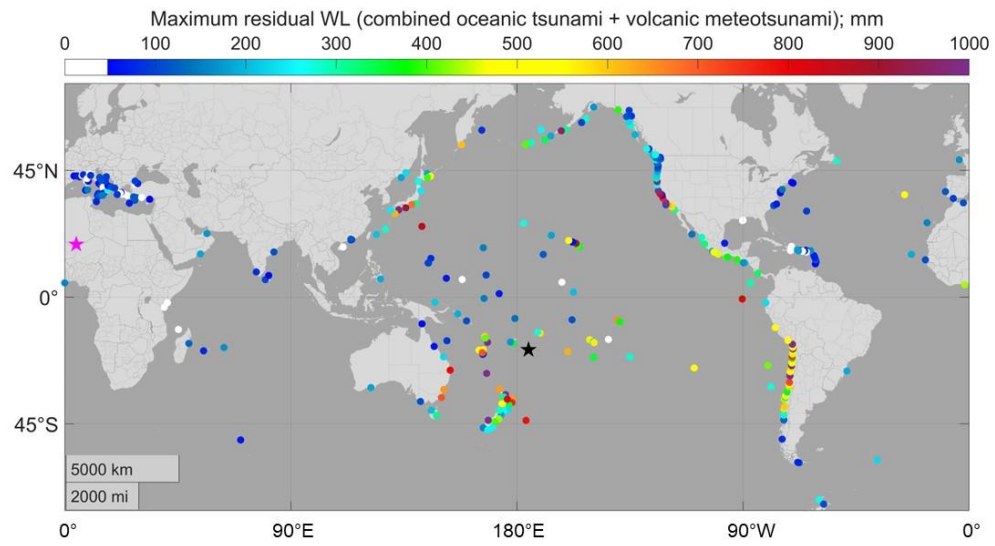 Maximum residual WL (combined oceanic tsunami + volcanic meteotsunami); mm
0 100 200 300 400 500 600 700 800 900 1000
45°N
0°
45°S
5000 km
2000 mi
0° 90°E 180°E 90°W 0°